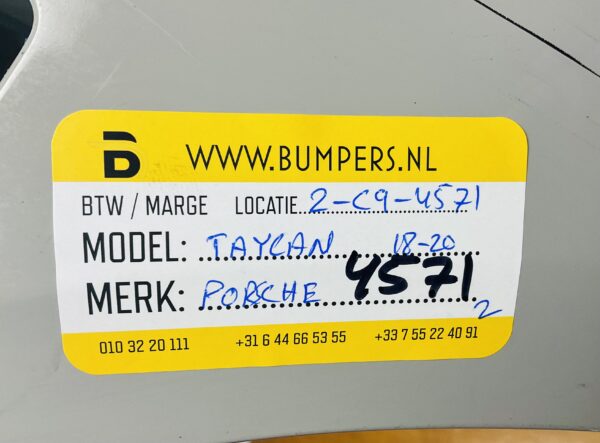 B WWW.BUMPERS.NL
BTW / MARGE LOCATIE 2-C9-4571
MODEL: TAYCAN 18-20
MERK: PORSCHE 4571
2
010 32 20 111 +31 6 44 66 53 55 +33 7 55 22 40 91